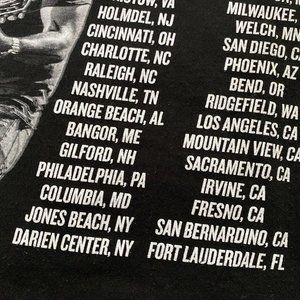 HOLMDEL, NJ
CINCINNATI, OH
CHARLOTTE, NC
RALEIGH, NC
NASHVILLE, TN
ORANGE BEACH, AL
BANGOR, ME
GILFORD, NH
PHILADELPHIA, PA
COLUMBIA, MD
JONES BEACH, NY
DARIEN CENTER, NY
MILWAUKEE,
WELCH, MN
SAN DIEGO, CA
PHOENIX, AZ
BEND, OR
RIDGEFIELD, WA
LOS ANGELES, CA
MOUNTAIN VIEW, CA
SACRAMENTO, CA
IRVINE, CA
FRESNO, CA
SAN BERNARDINO, CA
FORT LAUDERDALE, FL